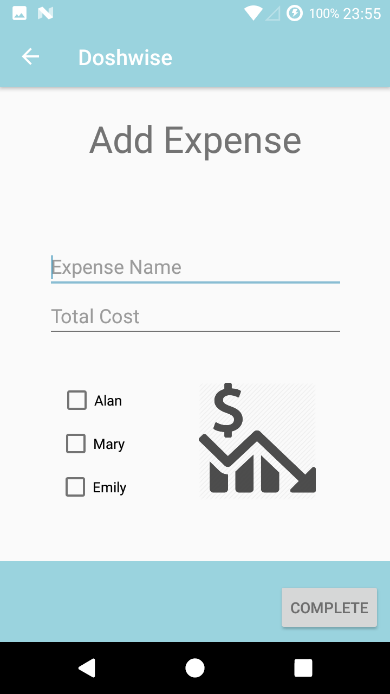 100% 23:55
Doshwise
Add Expense
Expense Name
Total Cost
Alan
Mary
Emily
$
COMPLETE